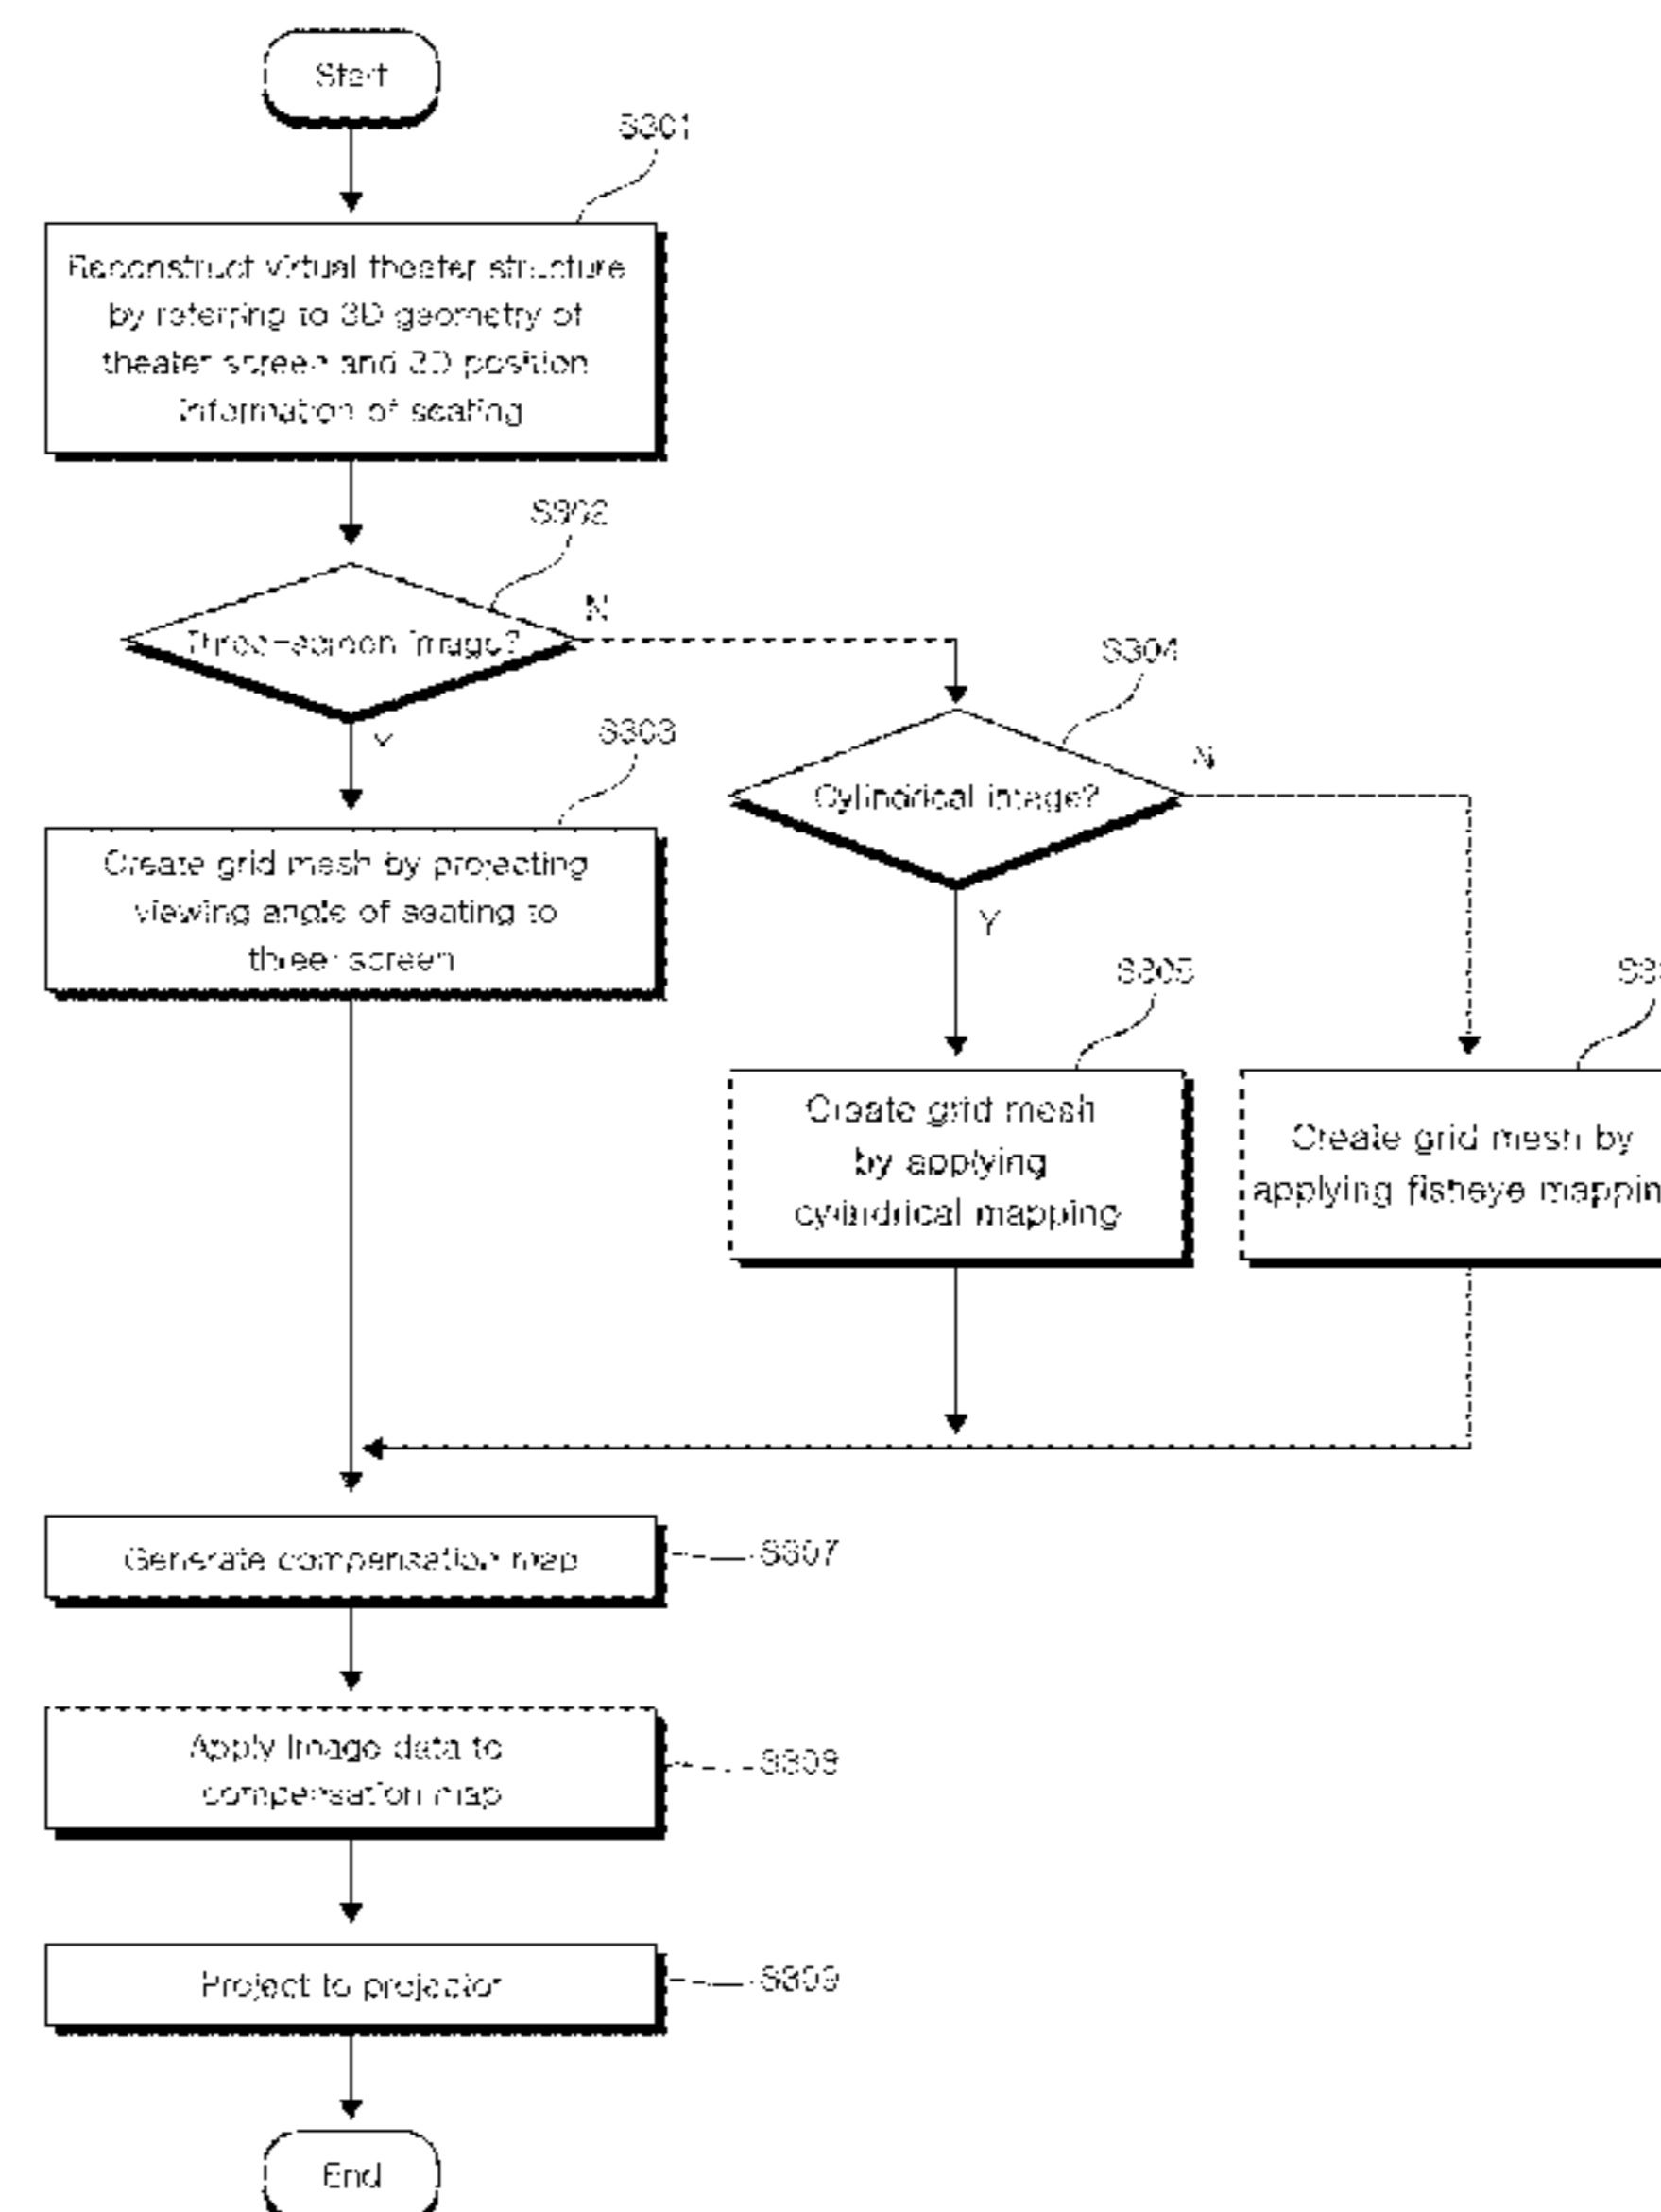 Start
S301
Reconstruct virtual theater structure
by referring to 3D geometry of
theater screen and 3D position
information of seating
S302
Three-screen image?
N
Y
S303
Create grid mesh by projecting
viewing angle of seating to
three screen
S304
Cylindrical image?
N
Y
S305
Create grid mesh
by applying
cylindrical mapping
Create grid mesh by
applying fisheye mappin
Generate compensation map
S307
Apply image data to
compensation map
S308
Project to projector
S309
End